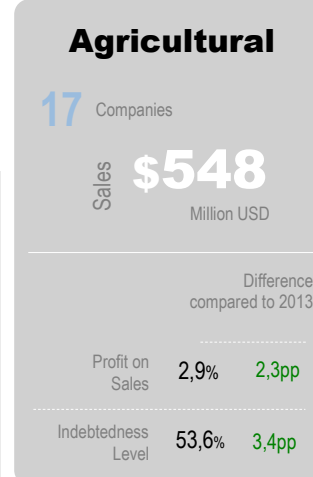 Agricultural
17 Companies
Sales
$548
Million USD
Difference
compared to 2013
Profit on
Sales
2,9%
2,3pp
Indebtedness
Level
53,6%
3,4pp